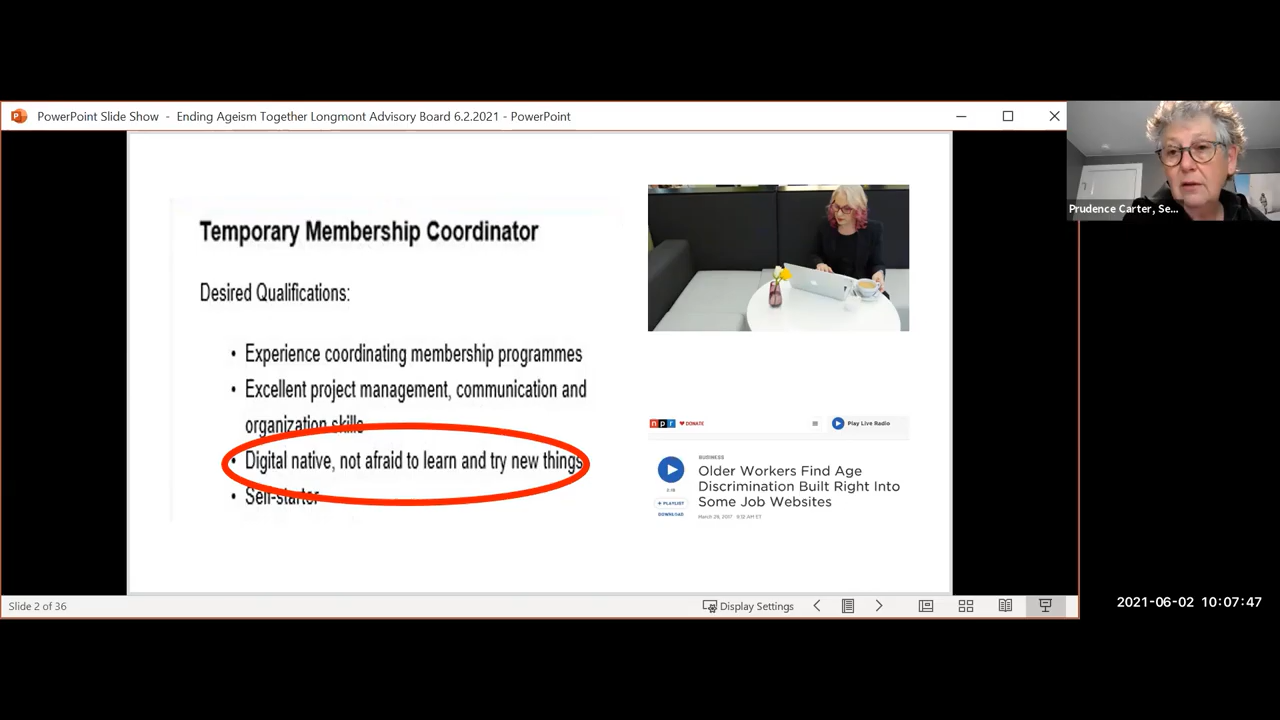 PowerPoint Slide Show - Ending Ageism Together Longmont Advisory Board 6.2.2021 - PowerPoint
Prudence Carter, Se...
Temporary Membership Coordinator
Desired Qualifications:
• Experience coordinating membership programmes
• Excellent project management, communication and
organization skills
• Digital native, not afraid to learn and try new things
• Self-starter
npr DONATE
Play Live Radio
BUSINESS
Older Workers Find Age
Discrimination Built Right Into
Some Job Websites
+ PLAYLIST
DOWNLOAD
Slide 2 of 36
Display Settings
2021-06-02 10:07:47